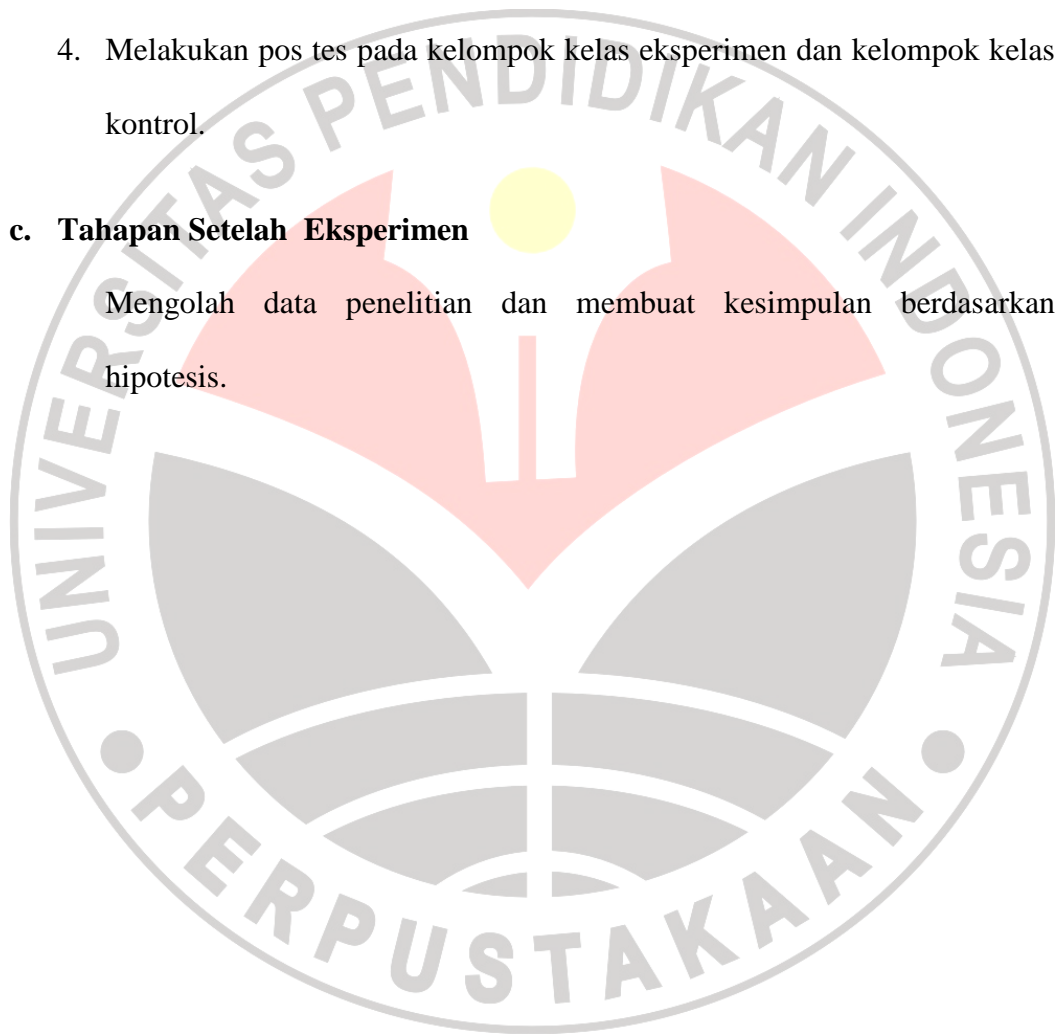 4. Melakukan pos tes pada kelompok kelas eksperimen dan kelompok kelas
kontrol.
c. Tahapan Setelah Eksperimen
Mengolah data penelitian dan membuat kesimpulan berdasarkan
hipotesis.
UNIVERSITAS PENDIDIKAN INDONESIA
PERPUSTAKAAN